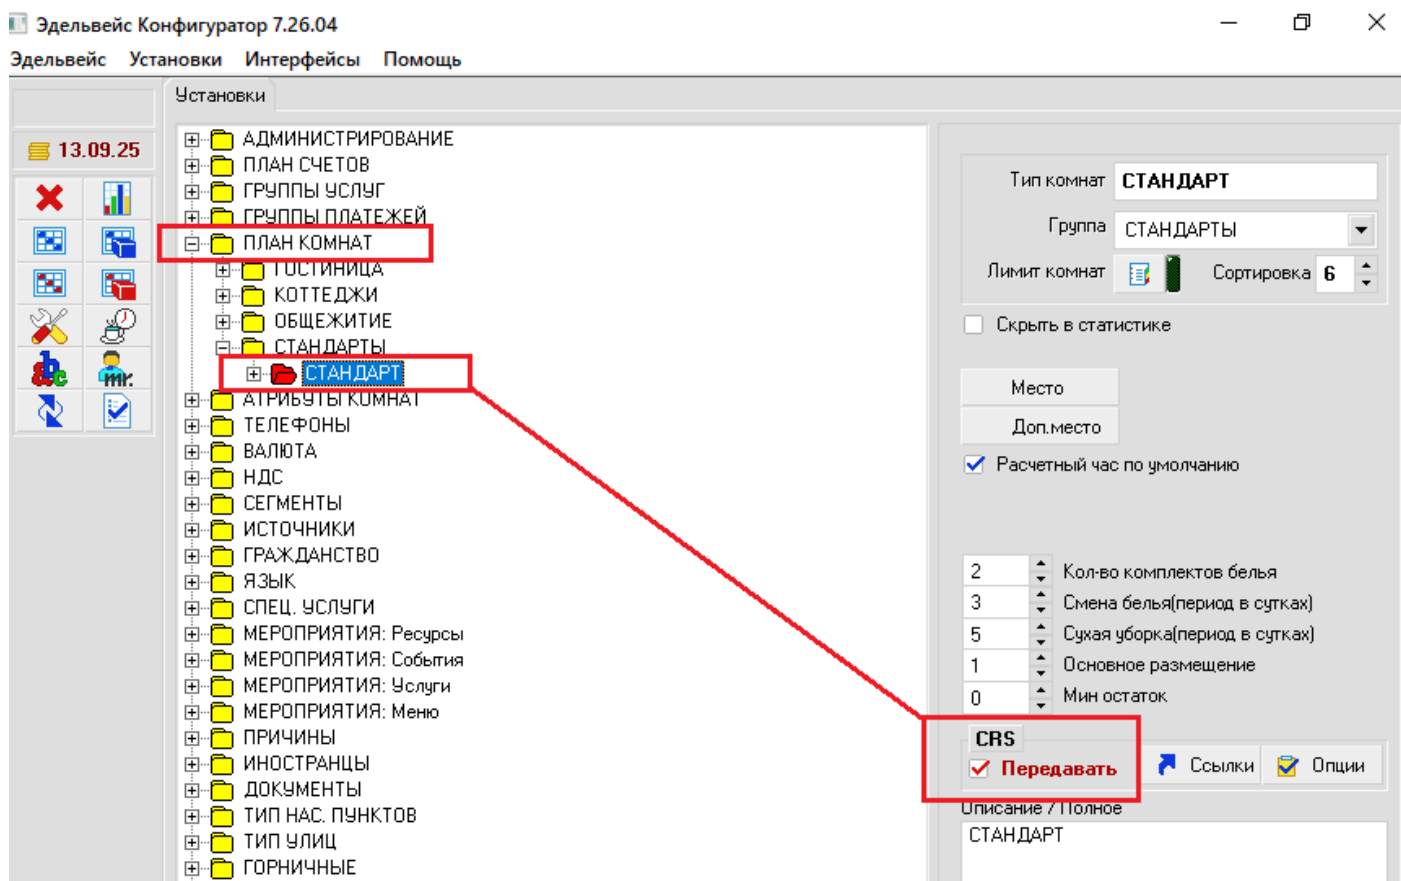 Эдельвейс Конфигуратор 7.26.04
Эдельвейс Установки Интерфейсы Помощь
Установки
13.09.25
mr.
АДМИНИСТРИРОВАНИЕ
ПЛАН СЧЕТОВ
ГРУППЫ УСЛУГ
ГРУППЫ ПЛАТЕЖЕЙ
ПЛАН КОМНАТ
ГОСТИНИЦА
КОТТЕДЖИ
ОБЩЕЖИТИЕ
СТАНДАРТЫ
СТАНДАРТ
АТРИБУТЫ КОМНАТ
ТЕЛЕФОНЫ
ВАЛЮТА
НДС
СЕГМЕНТЫ
ИСТОЧНИКИ
ГРАЖДАНСТВО
ЯЗЫК
СПЕЦ. УСЛУГИ
МЕРОПРИЯТИЯ: Ресурсы
МЕРОПРИЯТИЯ: События
МЕРОПРИЯТИЯ: Услуги
МЕРОПРИЯТИЯ: Меню
ПРИЧИНЫ
ИНОСТРАНЦЫ
ДОКУМЕНТЫ
ТИП НАС. ПУНКТОВ
ТИП УЛИЦ
ГОРНИЧНЫЕ
Тип комнат СТАНДАРТ
Группа СТАНДАРТЫ
Лимит комнат Сортировка 6
Скрыть в статистике
Место
Доп.место
Расчетный час по умолчанию
2 Кол-во комплектов белья
3 Смена белья(период в сутках)
5 Сухая уборка(период в сутках)
1 Основное размещение
0 Мин остаток
CRS
Передавать Ссылки Опции
Описание / Полное
СТАНДАРТ